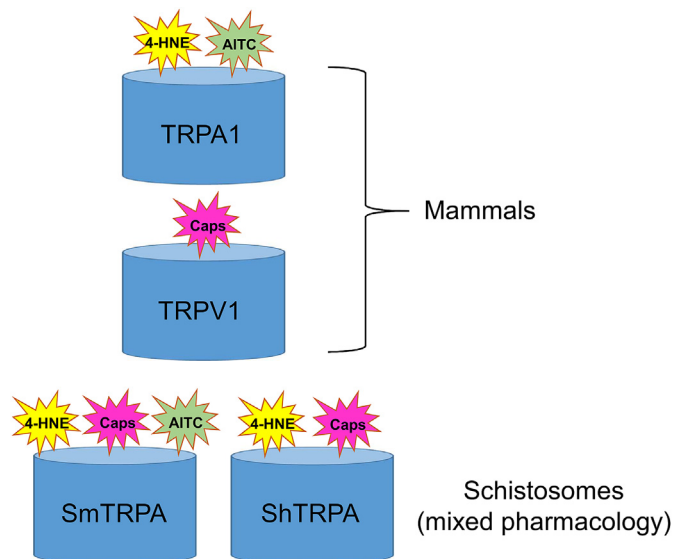 4-HNE AITC
TRPA1
Caps
TRPV1
Mammals
4-HNE Caps AITC 4-HNE Caps
SmTRPA ShTRPA
Schistosomes
(mixed pharmacology)